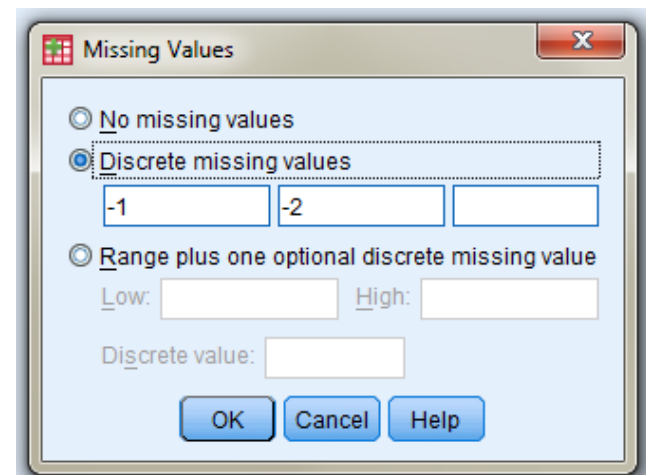 Missing Values
No missing values
Discrete missing values
-1 -2
Range plus one optional discrete missing value
Low: High:
Discrete value:
OK Cancel Help